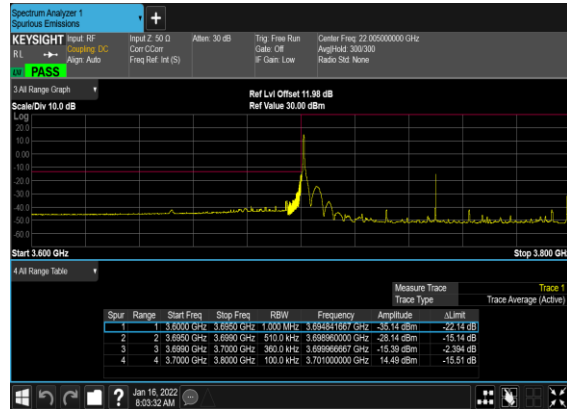 Spectrum Analyzer 1
Spurious Emissions
+
KEYSIGHT Input: RF Input Z: 50 Ω Atten: 30 dB Trig: Free Run Center Freq: 22.005000000 GHz
RL Coupling: DC Corr CCorr Gate: Off Avg|Hold: 300/300
Align: Auto Freq Ref: Int (S) IF Gain: Low Radio Std: None
LXI PASS
3 All Range Graph
Ref Lvl Offset 11.98 dB
Scale/Div 10.0 dB Ref Value 30.00 dBm
Log
20.0
10.0
0.00
-10.0
-20.0
-30.0
-40.0
-50.0
-60.0
Start 3.600 GHz Stop 3.800 GHz
4 All Range Table
Measure Trace Trace 1
Trace Type Trace Average (Active)
Spur Range Start Freq Stop Freq RBW Frequency Amplitude ΔLimit
1 1 3.6000 GHz 3.6950 GHz 1.000 MHz 3.694841667 GHz -35.14 dBm -22.14 dB
2 2 3.6950 GHz 3.6990 GHz 510.0 kHz 3.698960000 GHz -28.14 dBm -15.14 dB
3 3 3.6990 GHz 3.7000 GHz 360.0 kHz 3.699966667 GHz -15.39 dBm -2.394 dB
4 4 3.7000 GHz 3.8000 GHz 100.0 kHz 3.701000000 GHz 14.49 dBm -15.51 dB
? Jan 16, 2022
8:03:32 AM